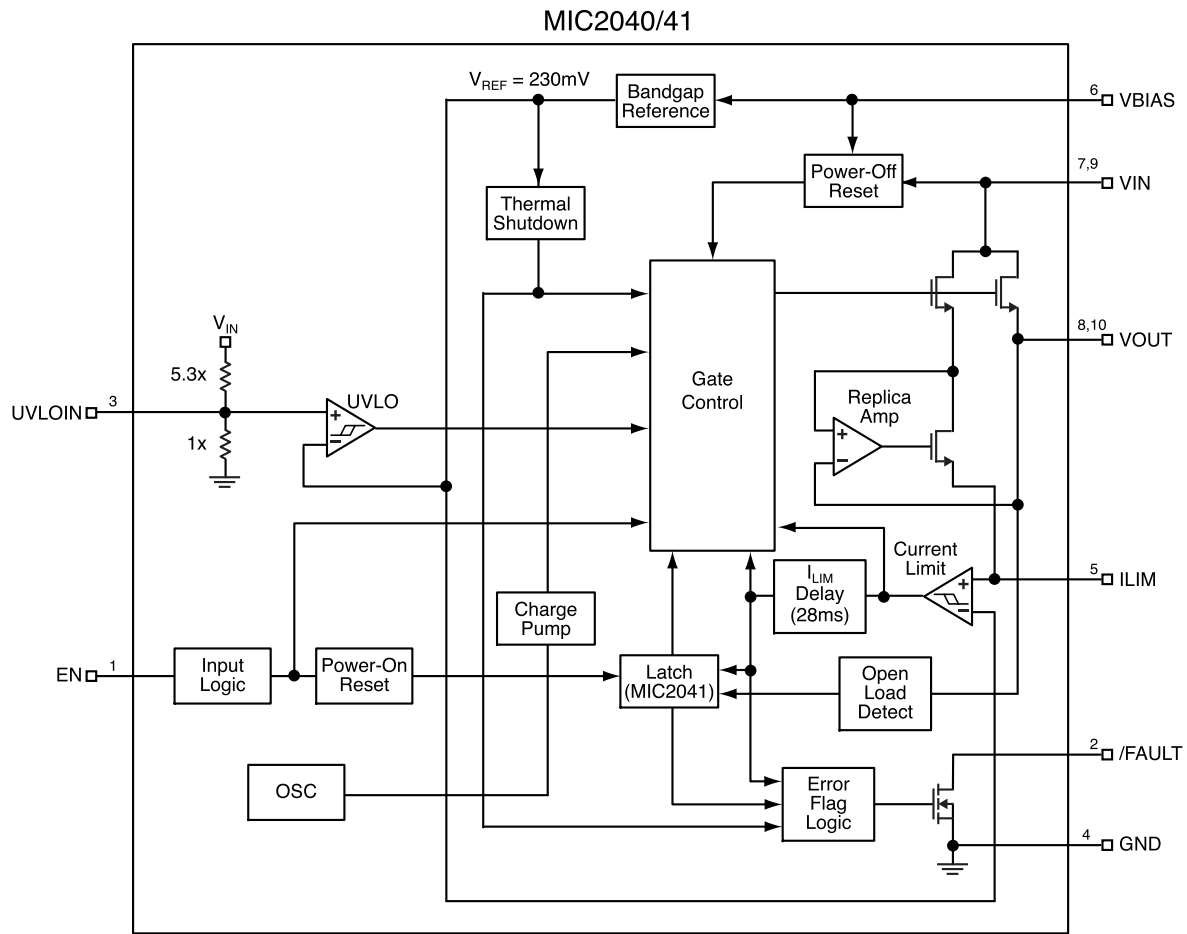 MIC2040/41
VREF = 230mV
Bandgap
Reference
6
VBIAS
7,9
VIN
Power-Off
Reset
Thermal
Shutdown
VIN
5.3x
8,10
VOUT
Gate
Control
Replica
Amp
UVLO
3
UVLOIN
+
−
1x
+
−
Current
Limit
+
−
5
ILIM
ILIM
Delay
(28ms)
Charge
Pump
1
EN
Input
Logic
Power-On
Reset
Latch
(MIC2041)
Open
Load
Detect
2
/FAULT
OSC
Error
Flag
Logic
4
GND